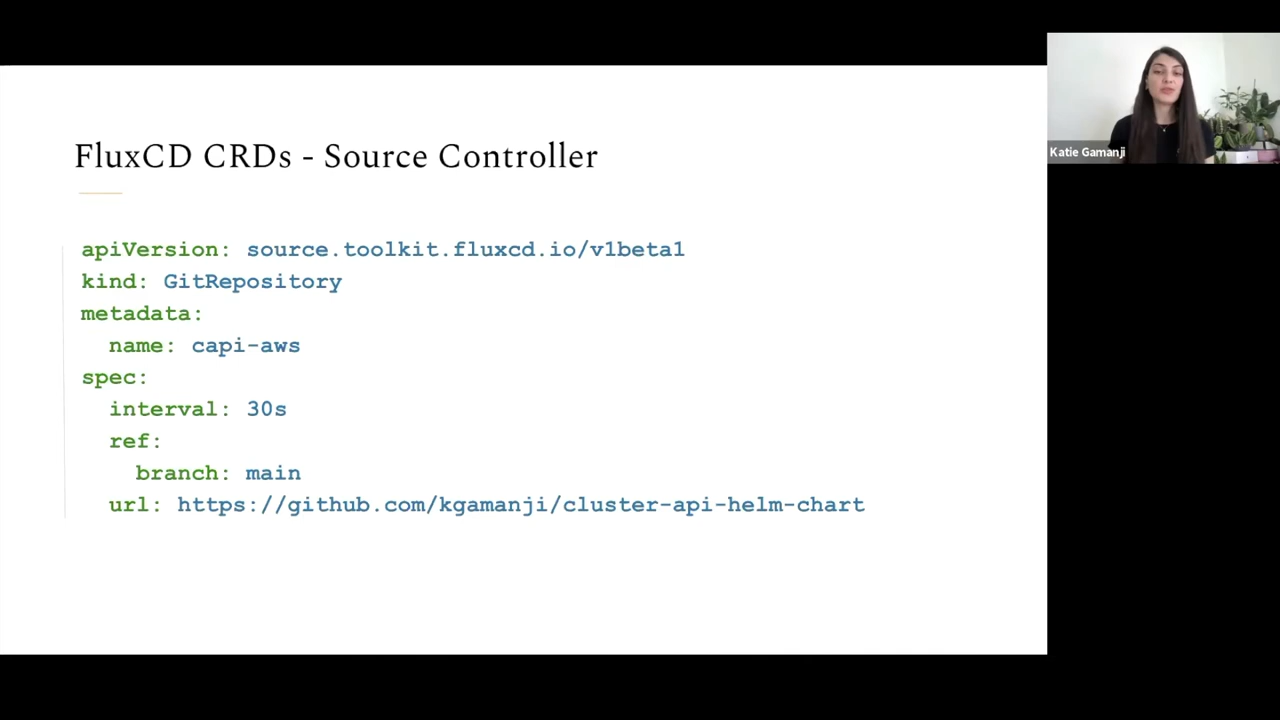 FluxCD CRDs - Source Controller
apiVersion: source.toolkit.fluxcd.io/v1beta1
kind: GitRepository
metadata:
  name: capi-aws
spec:
  interval: 30s
  ref:
    branch: main
  url: https://github.com/kgamanji/cluster-api-helm-chart
Katie Gamanji